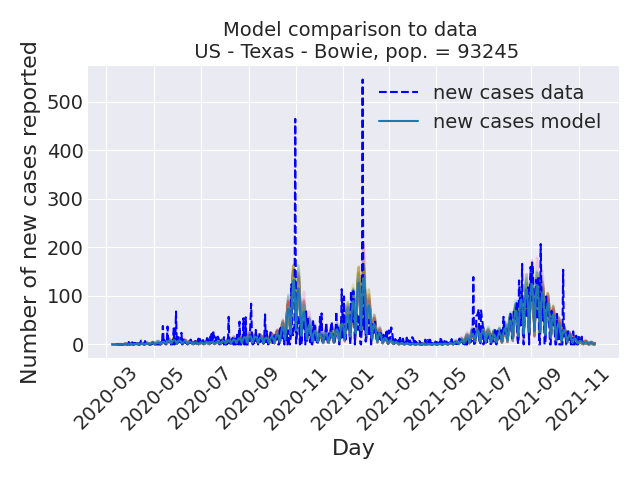 Model comparison to data
US - Texas - Bowie, pop. = 93245
Number of new cases reported
500
400
300
200
100
0
new cases data
new cases model
2020-03
2020-05
2020-07
2020-09
2020-11
2021-01
2021-03
2021-05
2021-07
2021-09
2021-11
Day